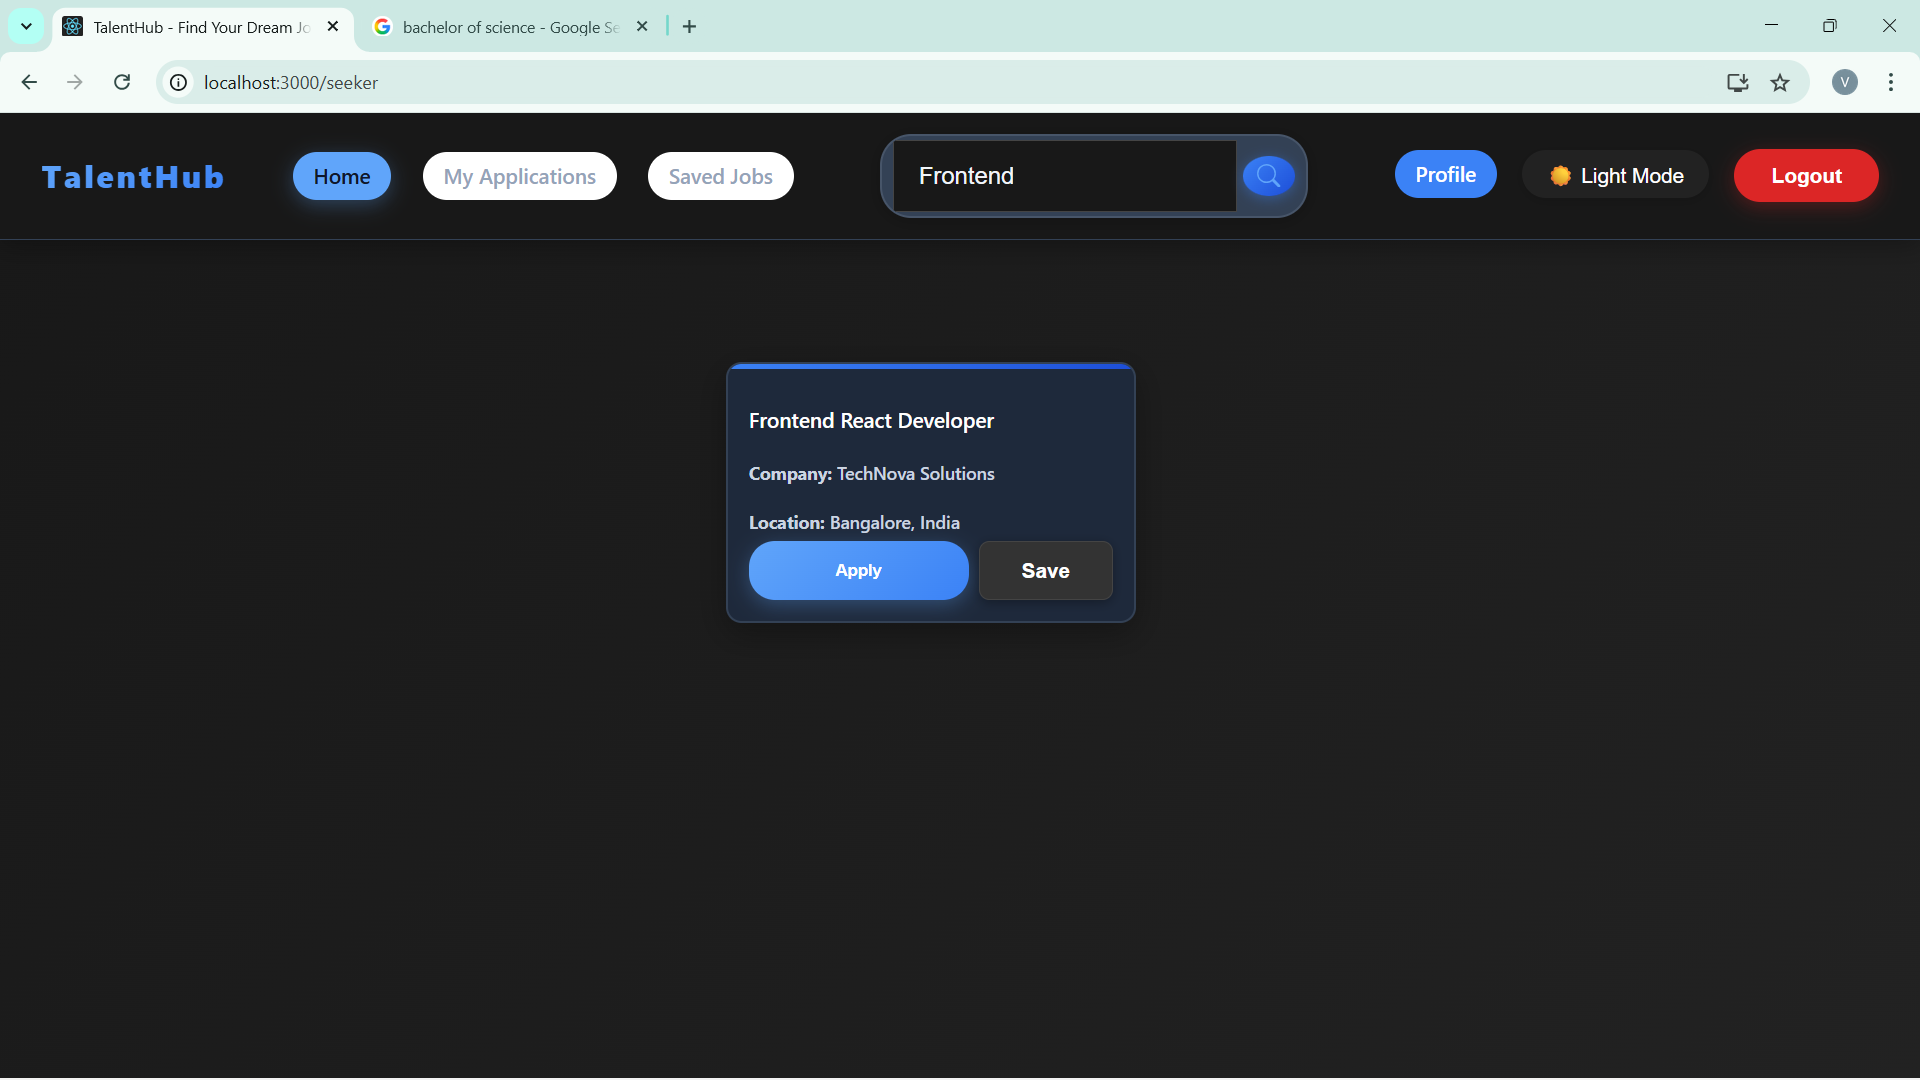 TalentHub - Find Your Dream Jo
bachelor of science - Google Se
localhost:3000/seeker
V
TalentHub
Home
My Applications
Saved Jobs
Frontend
Profile
Light Mode
Logout
Frontend React Developer
Company: TechNova Solutions
Location: Bangalore, India
Apply
Save